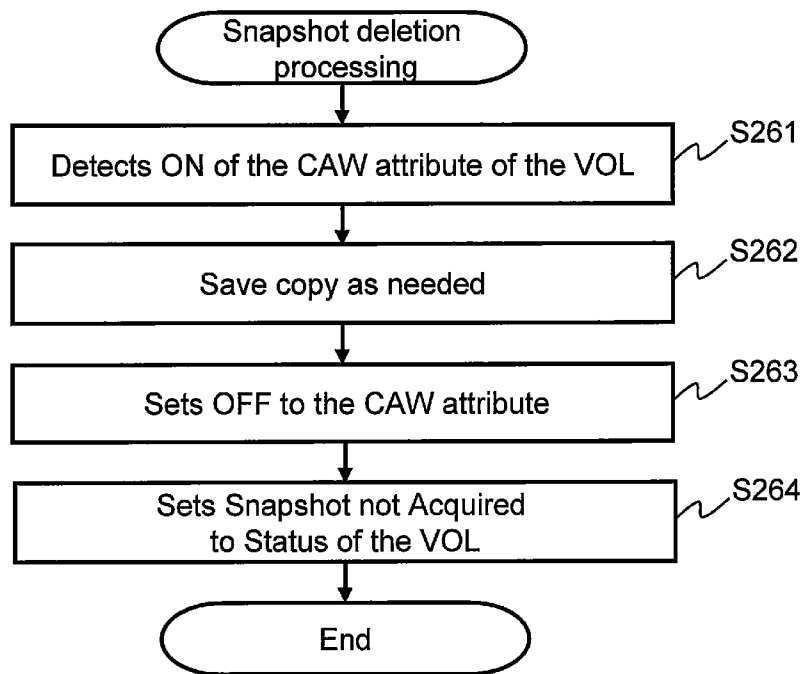 Snapshot deletion
processing
S261
Detects ON of the CAW attribute of the VOL
S262
Save copy as needed
S263
Sets OFF to the CAW attribute
S264
Sets Snapshot not Acquired
to Status of the VOL
End